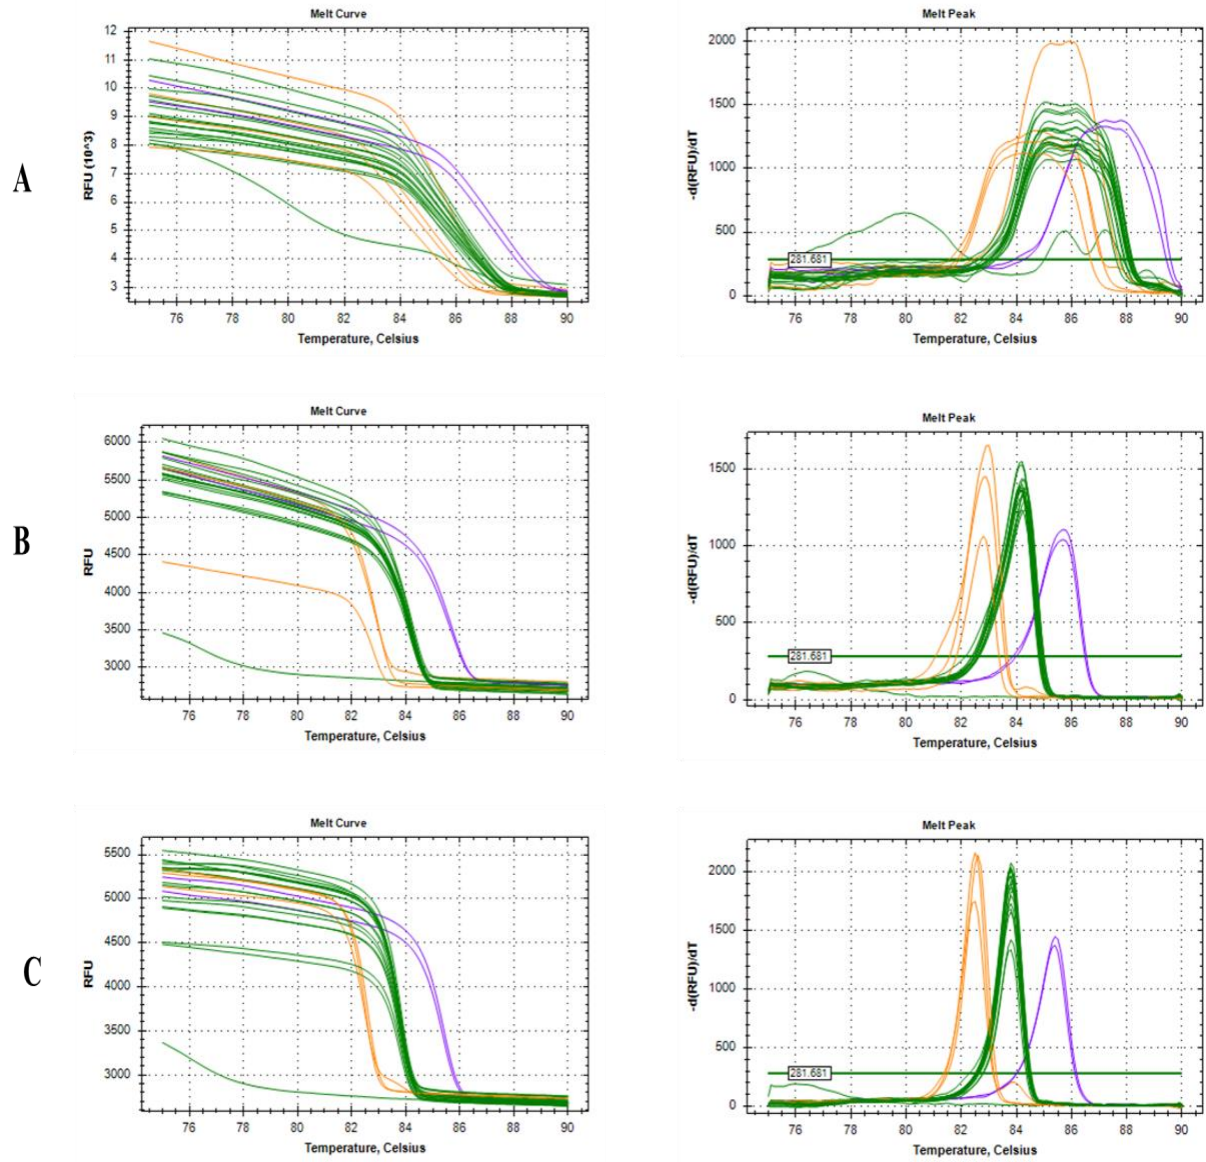 Melt Curve
Melt Peak
A
RFU (10^3)
12
11
10
9
8
7
6
5
4
3
76 78 80 82 84 86 88 90
Temperature, Celsius
-d(RFU)/dT
2000
1500
1000
500
0
281.681
76 78 80 82 84 86 88 90
Temperature, Celsius
Melt Curve
Melt Peak
B
RFU
6000
5500
5000
4500
4000
3500
3000
76 78 80 82 84 86 88 90
Temperature, Celsius
-d(RFU)/dT
1500
1000
500
0
281.681
76 78 80 82 84 86 88 90
Temperature, Celsius
Melt Curve
Melt Peak
C
RFU
5500
5000
4500
4000
3500
3000
76 78 80 82 84 86 88 90
Temperature, Celsius
-d(RFU)/dT
2000
1500
1000
500
0
281.681
76 78 80 82 84 86 88 90
Temperature, Celsius